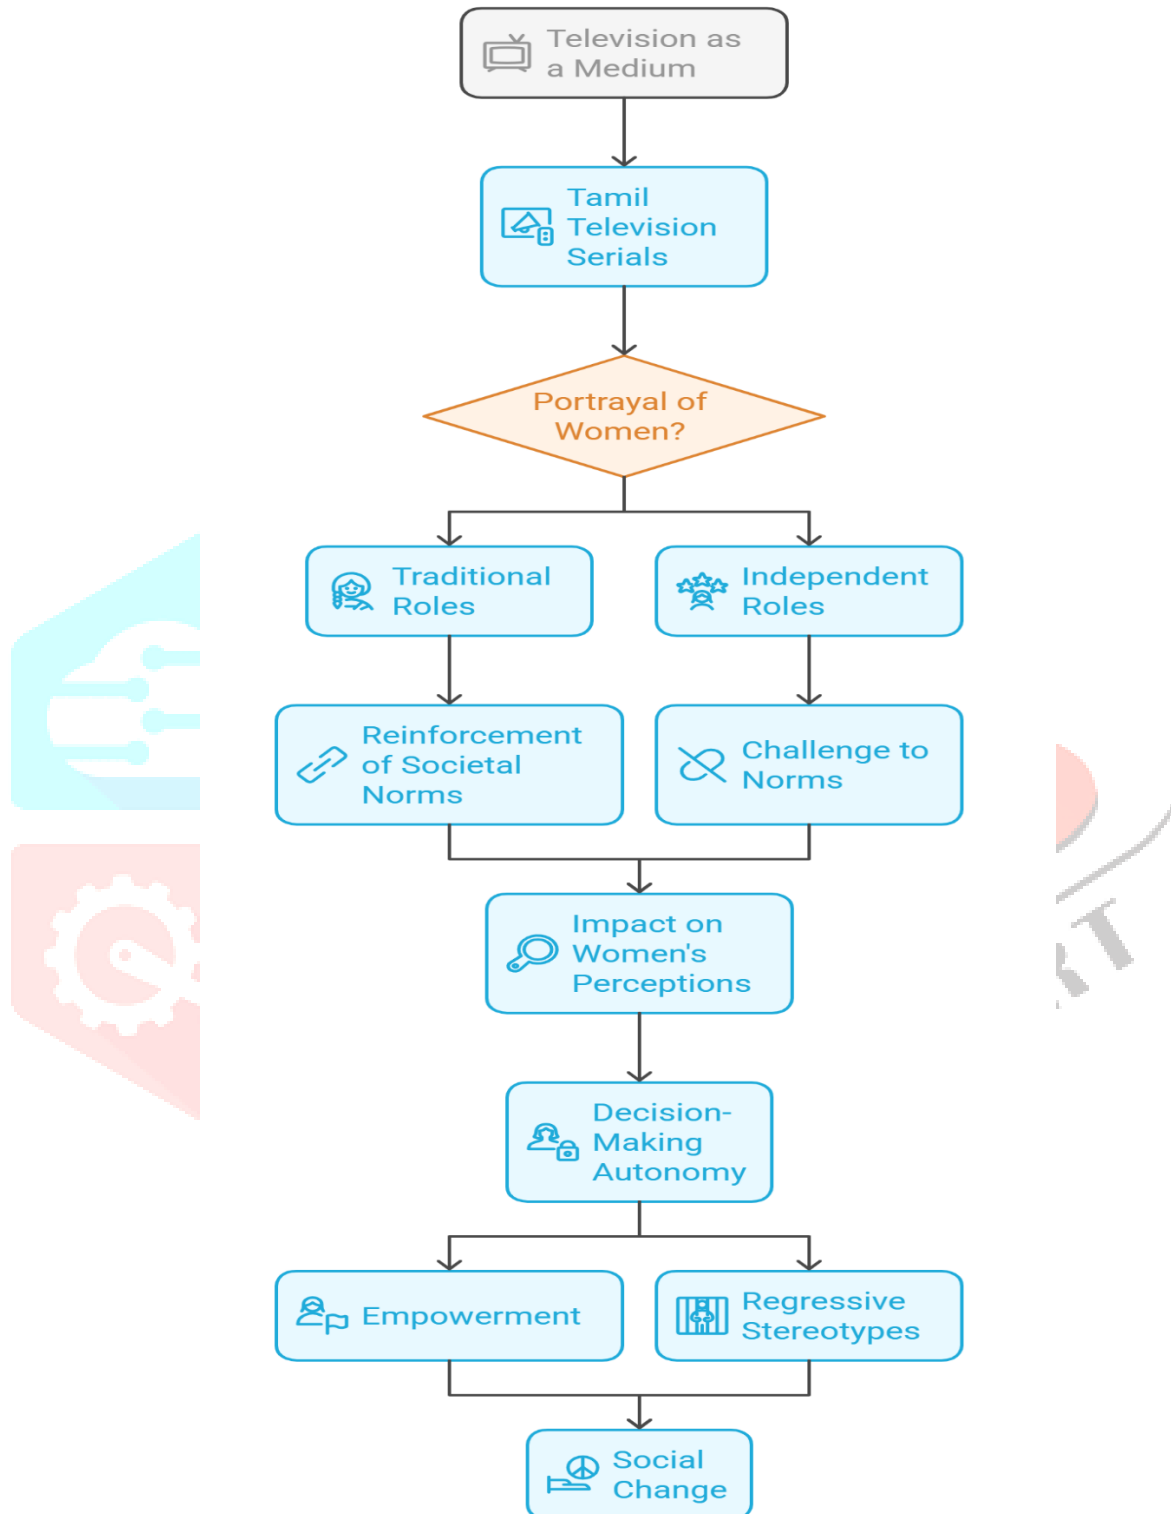 Television as
a Medium
Tamil
Television
Serials
Portrayal of
Women?
Traditional
Roles
Independent
Roles
Reinforcement
of Societal
Norms
Challenge to
Norms
Impact on
Women's
Perceptions
Decision-
Making
Autonomy
Empowerment
Regressive
Stereotypes
Social
Change